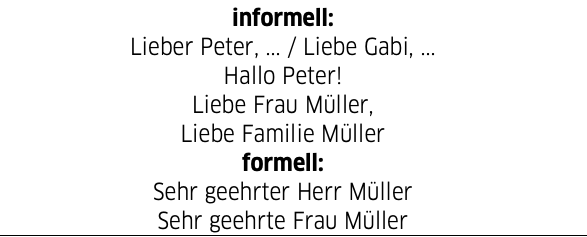 informell:
Lieber Peter, ... / Liebe Gabi, ...
Hallo Peter!
Liebe Frau Müller,
Liebe Familie Müller
formell:
Sehr geehrter Herr Müller
Sehr geehrte Frau Müller